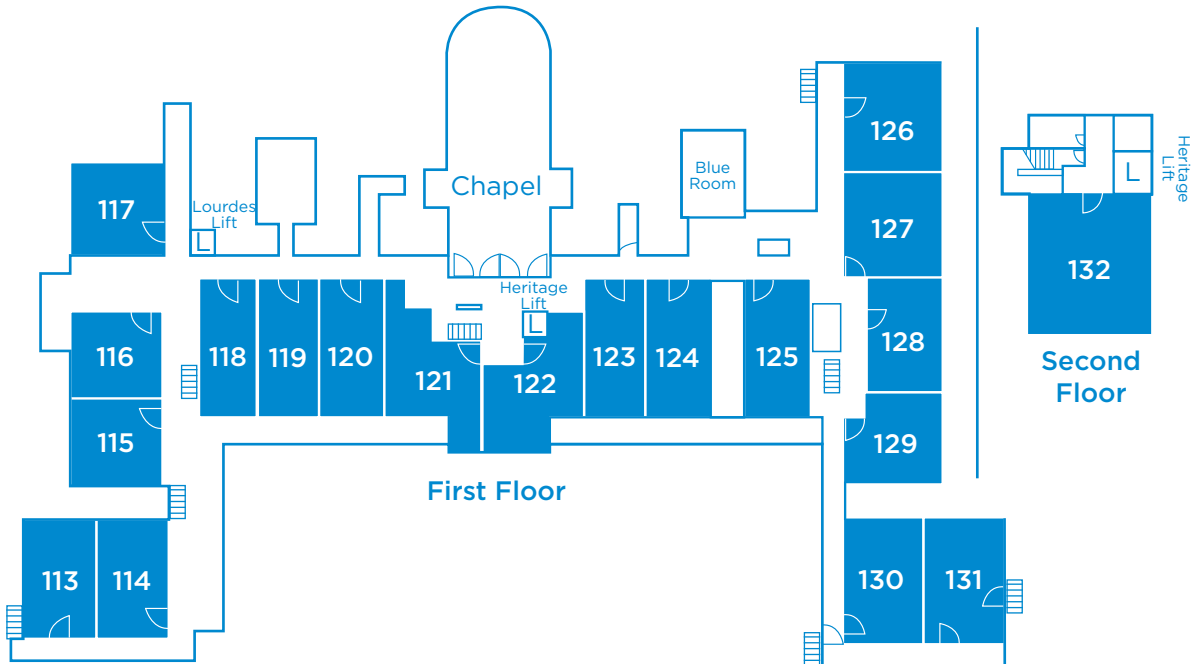 Chapel
126
Blue
Room
Heritage
Lift
L
117
Lourdes
Lift
L
127
132
Heritage
Lift
L
116
118
119
120
121
122
123
124
125
128
Second
Floor
115
129
First Floor
113
114
130
131